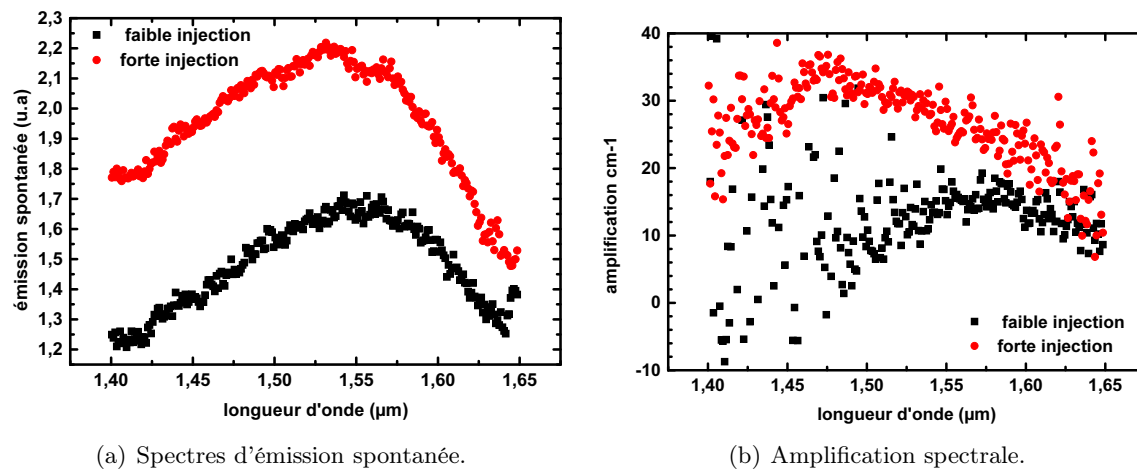 2,3
2,2
2,1
2,0
1,9
1,8
1,7
1,6
1,5
1,4
1,3
1,2
émission spontanée (u.a)
faible injection
forte injection
1,40 1,45 1,50 1,55 1,60 1,65
longueur d'onde (µm)
(a) Spectres d'émission spontanée.
40
30
20
10
0
-10
amplification cm-1
faible injection
forte injection
1,40 1,45 1,50 1,55 1,60 1,65
longueur d'onde (µm)
(b) Amplification spectrale.